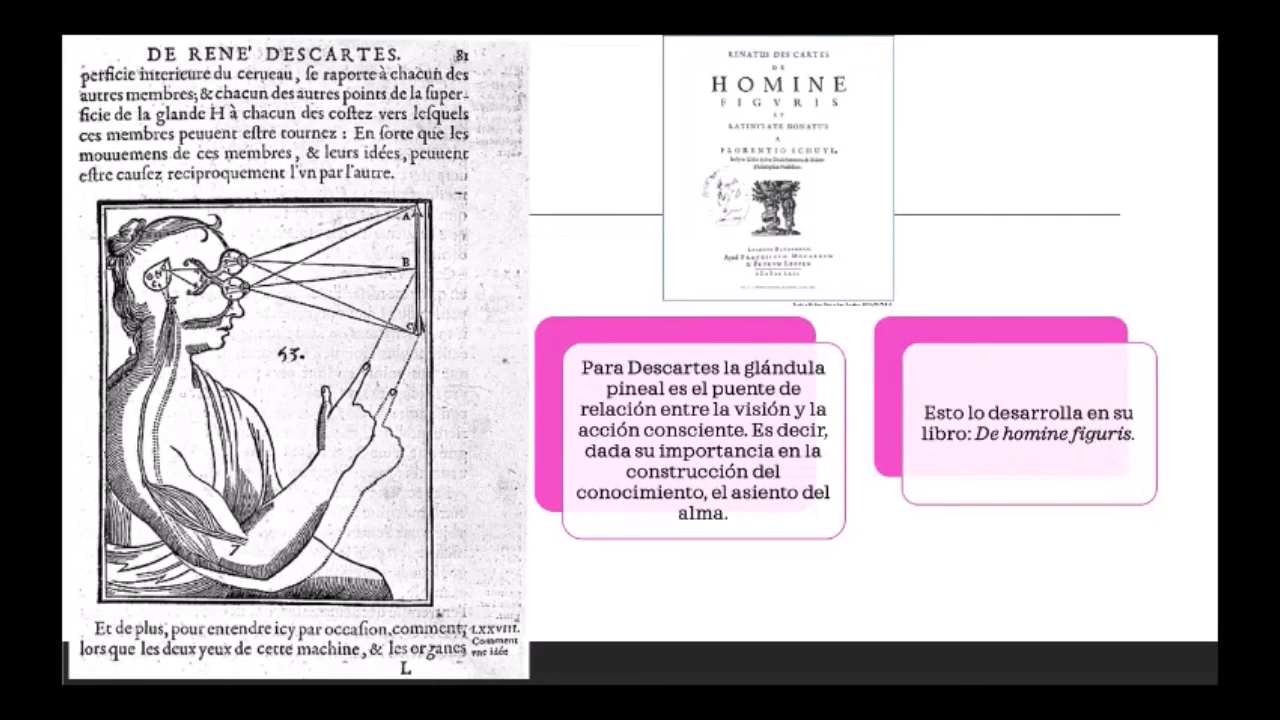 DE RENE' DESCARTES. 81
perficie interieure du cerueau, ſe raporte à chacun des
autres membres; & chacun des autres points de la ſuper-
ficie de la glande H à chacun des coſtez vers leſquels
ces membres peuuent eſtre tournez : En ſorte que les
mouuemens de ces membres, & leurs idées, peuuent
eſtre cauſez reciproquement l'vn par l'autre.
A
B
C
53.
7
Et de plus, pour entendre icy par occaſion, comment,
lors que les deux yeux de cette machine, & les organes
LXXVIII.
Comment
vne idée
L
RENATUS DES CARTES
DE
HOMINE
FIGVRIS
ET
LATINITATE DONATUS
A
FLORENTIO SCHUYL,
Para Descartes la glándula
pineal es el puente de
relación entre la visión y la
acción consciente. Es decir,
dada su importancia en la
construcción del
conocimiento, el asiento del
alma.
Esto lo desarrolla en su
libro: De homine figuris.